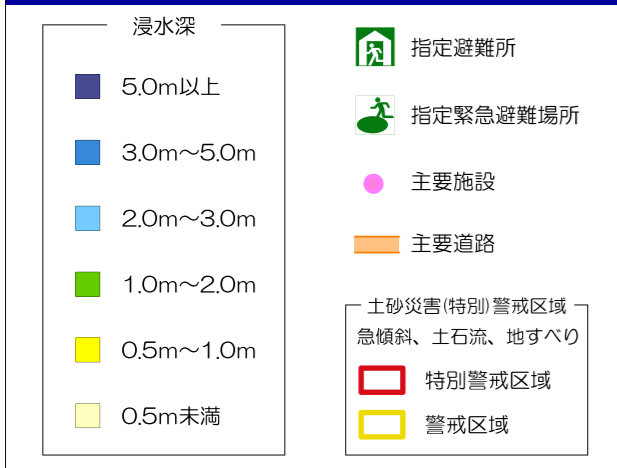 浸水深
5.0m以上
3.0m～5.0m
2.0m～3.0m
1.0m～2.0m
0.5m～1.0m
0.5m未満
指定避難所
指定緊急避難場所
主要施設
主要道路
土砂災害(特別)警戒区域
急傾斜、土石流、地すべり
特別警戒区域
警戒区域